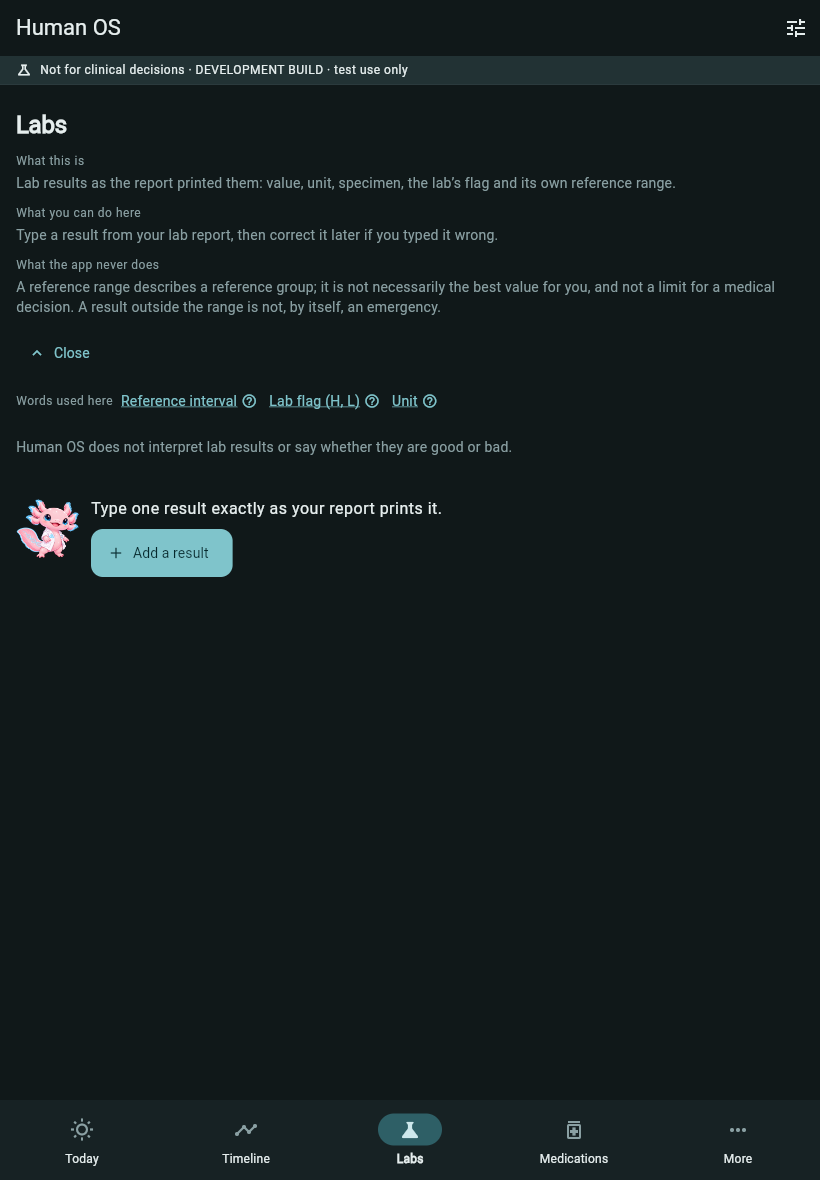 Human OS
Not for clinical decisions · DEVELOPMENT BUILD · test use only
Labs
What this is
Lab results as the report printed them: value, unit, specimen, the lab’s flag and its own reference range.
What you can do here
Type a result from your lab report, then correct it later if you typed it wrong.
What the app never does
A reference range describes a reference group; it is not necessarily the best value for you, and not a limit for a medical
decision. A result outside the range is not, by itself, an emergency.
Close
Words used here Reference interval Lab flag (H, L) Unit
Human OS does not interpret lab results or say whether they are good or bad.
Type one result exactly as your report prints it.
Add a result
Today Timeline Labs Medications More